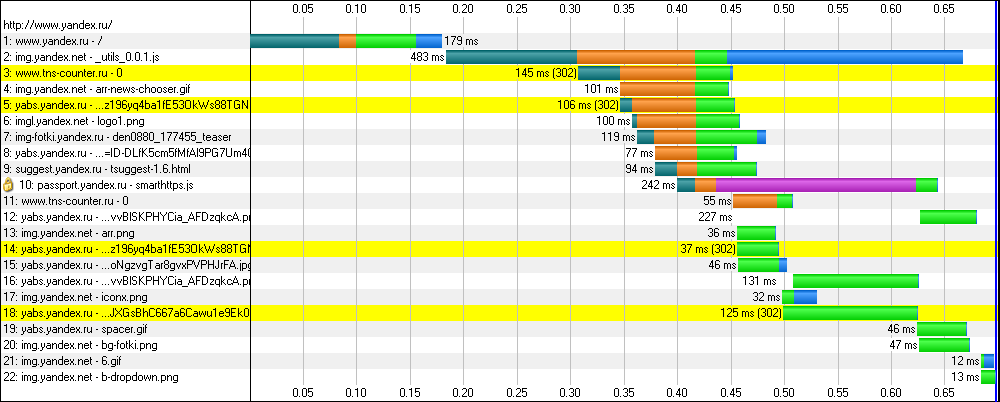 0.05 0.10 0.15 0.20 0.25 0.30 0.35 0.40 0.45 0.50 0.55 0.60 0.65
http://www.yandex.ru/
1: www.yandex.ru - / 179 ms
2: img.yandex.net - _utils_0.0.1.js 483 ms
3: www.tns-counter.ru - 0 145 ms (302)
4: img.yandex.net - arr-news-chooser.gif 101 ms
5: yabs.yandex.ru - ...z196yq4ba1fE53OkWs88TGN 106 ms (302)
6: imgl.yandex.net - logo1.png 100 ms
7: img-fotki.yandex.ru - den0880_177455_teaser 119 ms
8: yabs.yandex.ru - ...=ID-DLfK5cm5fMfAl9PG7Um40 77 ms
9: suggest.yandex.ru - tsuggest-1.6.html 94 ms
10: passport.yandex.ru - smarthttps.js 242 ms
11: www.tns-counter.ru - 0 55 ms
12: yabs.yandex.ru - ...vvBlSKPHYCia_AFDzqkcA.pr 227 ms
13: img.yandex.net - arr.png 36 ms
14: yabs.yandex.ru - ...z196yq4ba1fE53OkWs88TGN 37 ms (302)
15: yabs.yandex.ru - ...oNgzvgTar8gvxPVPHJrFA.jpg 46 ms
16: yabs.yandex.ru - ...vvBlSKPHYCia_AFDzqkcA.pr 131 ms
17: img.yandex.net - iconx.png 32 ms
18: yabs.yandex.ru - ...JXGsBhC667a6Cawu1e9Ek0 125 ms (302)
19: yabs.yandex.ru - spacer.gif 46 ms
20: img.yandex.net - bg-fotki.png 47 ms
21: img.yandex.net - 6.gif 12 ms
22: img.yandex.net - b-dropdown.png 13 ms
0.05 0.10 0.15 0.20 0.25 0.30 0.35 0.40 0.45 0.50 0.55 0.60 0.65